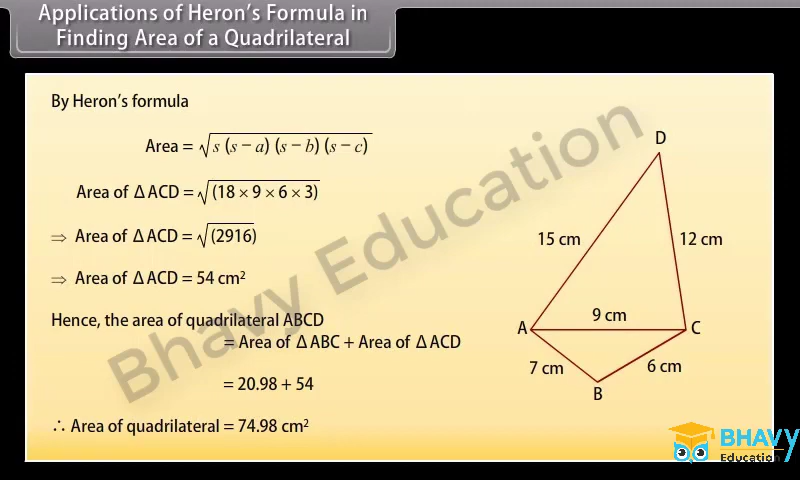 Applications of Heron's Formula in
Finding Area of a Quadrilateral
By Heron's formula
Area = √s (s − a) (s − b) (s − c)
Area of Δ ACD = √(18 × 9 × 6 × 3)
⇒ Area of Δ ACD = √(2916)
⇒ Area of Δ ACD = 54 cm²
Hence, the area of quadrilateral ABCD
= Area of Δ ABC + Area of Δ ACD
= 20.98 + 54
∴ Area of quadrilateral = 74.98 cm²
D
15 cm
12 cm
9 cm
A
C
7 cm
6 cm
B
Bhavy Education
BHAVY
Education